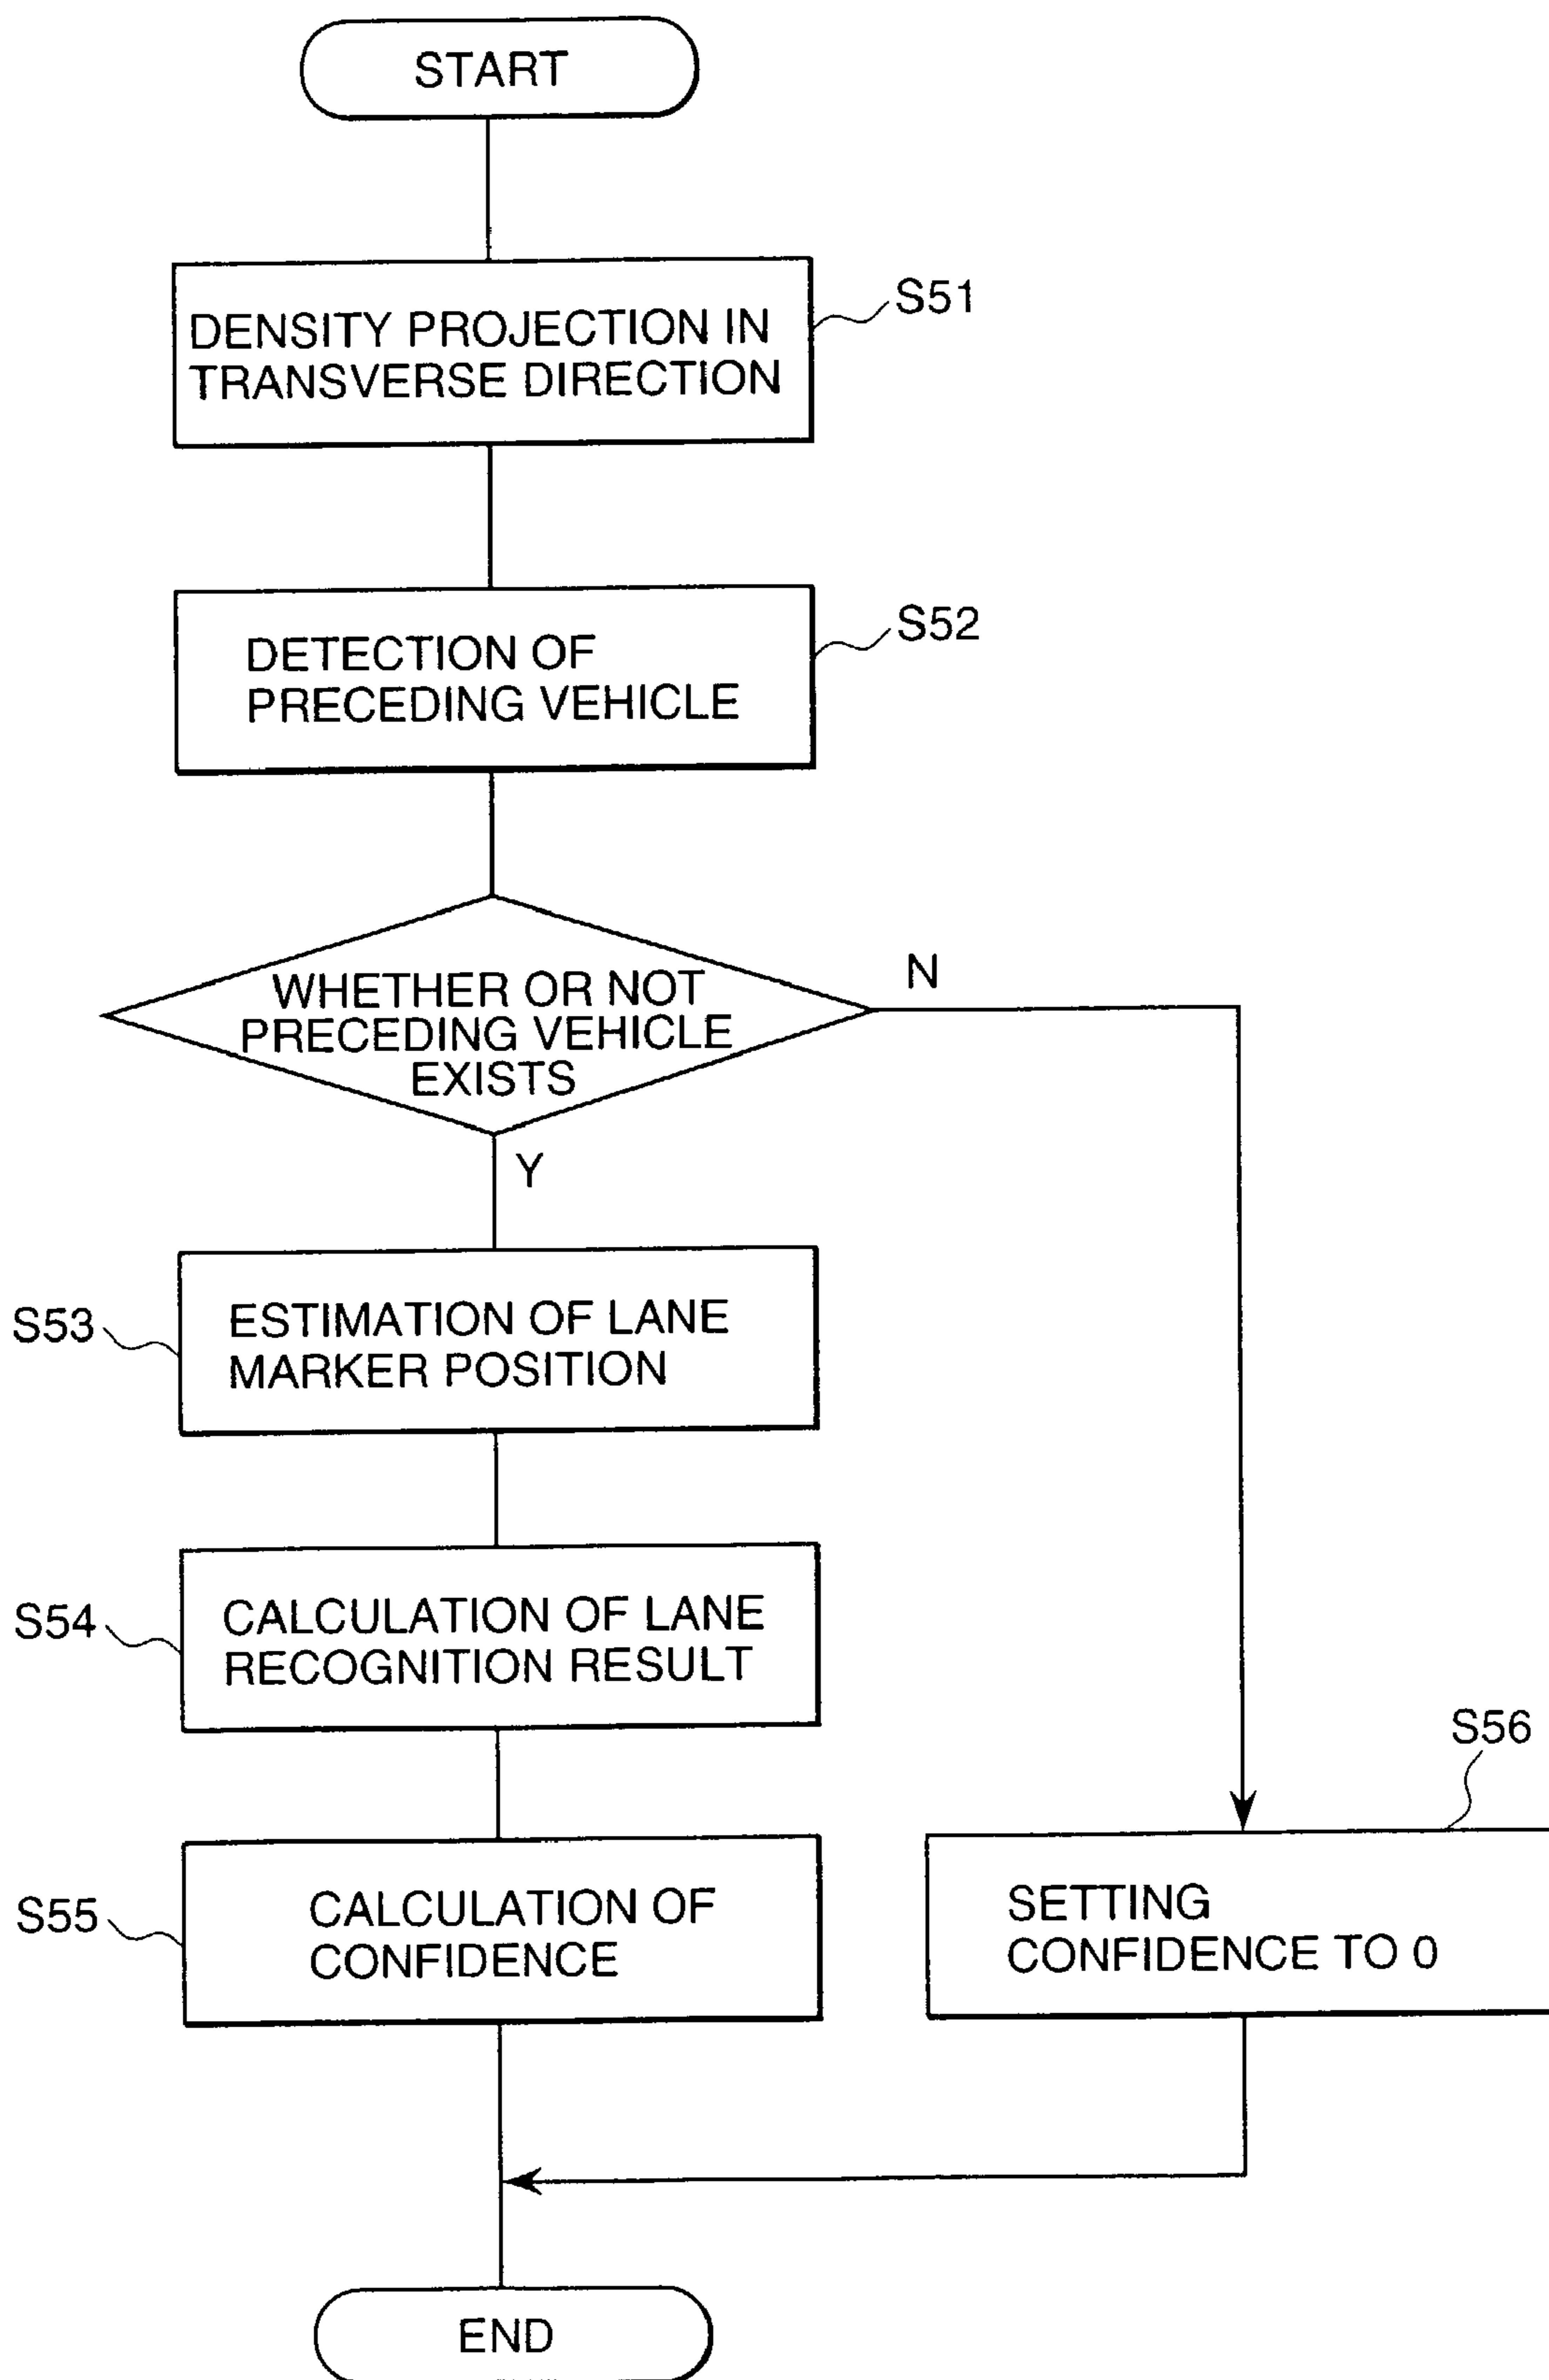 START
DENSITY PROJECTION IN
TRANSVERSE DIRECTION
S51
DETECTION OF
PRECEDING VEHICLE
S52
WHETHER OR NOT
PRECEDING VEHICLE
EXISTS
N
Y
S53
ESTIMATION OF LANE
MARKER POSITION
S54
CALCULATION OF LANE
RECOGNITION RESULT
S55
CALCULATION OF
CONFIDENCE
S56
SETTING
CONFIDENCE TO 0
END